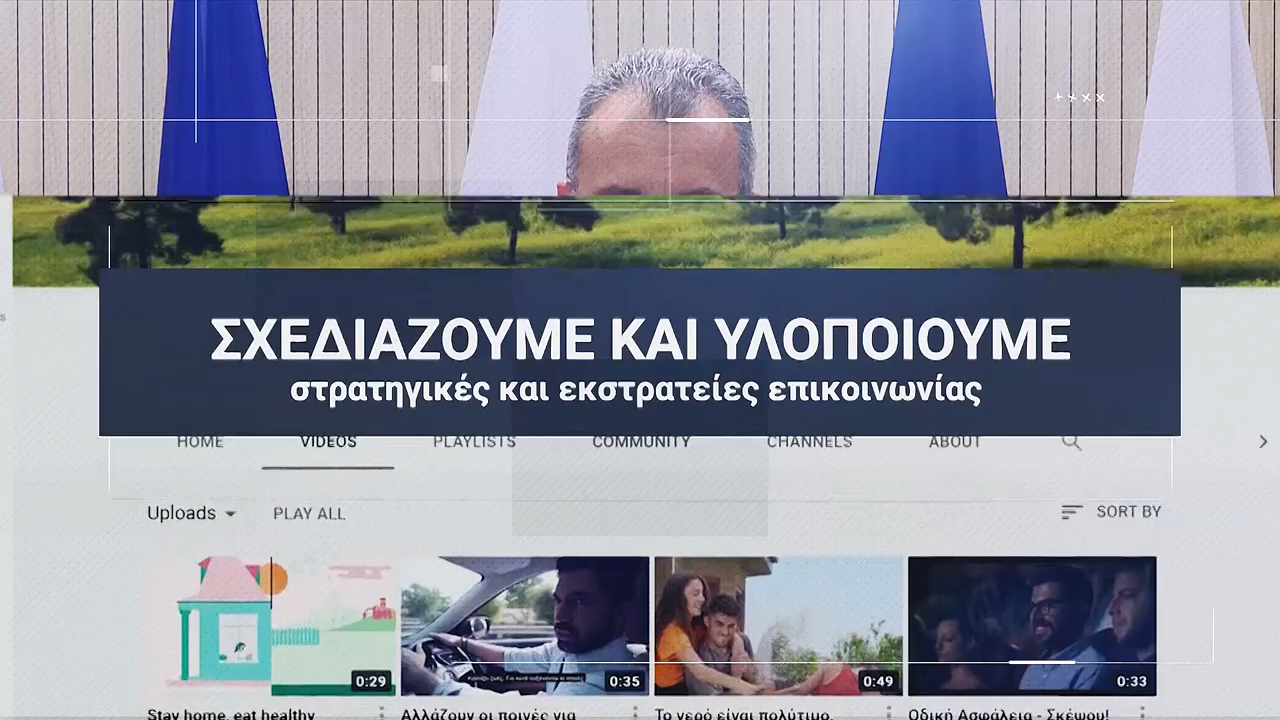 ΣΧΕΔΙΑΖΟΥΜΕ ΚΑΙ ΥΛΟΠΟΙΟΥΜΕ
στρατηγικές και εκστρατείες επικοινωνίας
HOME VIDEOS PLAYLISTS COMMUNITY CHANNELS ABOUT
Uploads PLAY ALL SORT BY
0:29 0:35 0:49 0:33
Stay home, eat healthy Αλλάζουν οι ποινές για Το νερό είναι πολύτιμο. Οδική Ασφάλεια - Σκέψου!